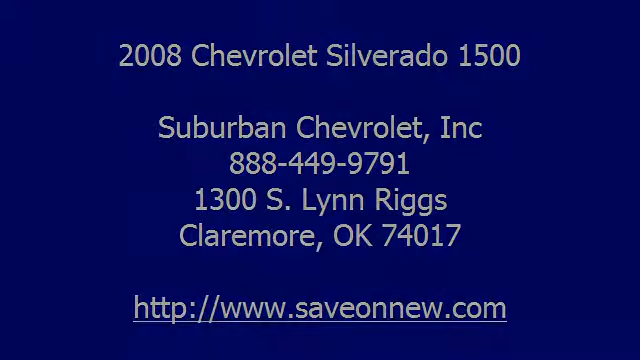 2008 Chevrolet Silverado 1500
Suburban Chevrolet, Inc
888-449-9791
1300 S. Lynn Riggs
Claremore, OK 74017
http://www.saveonnew.com